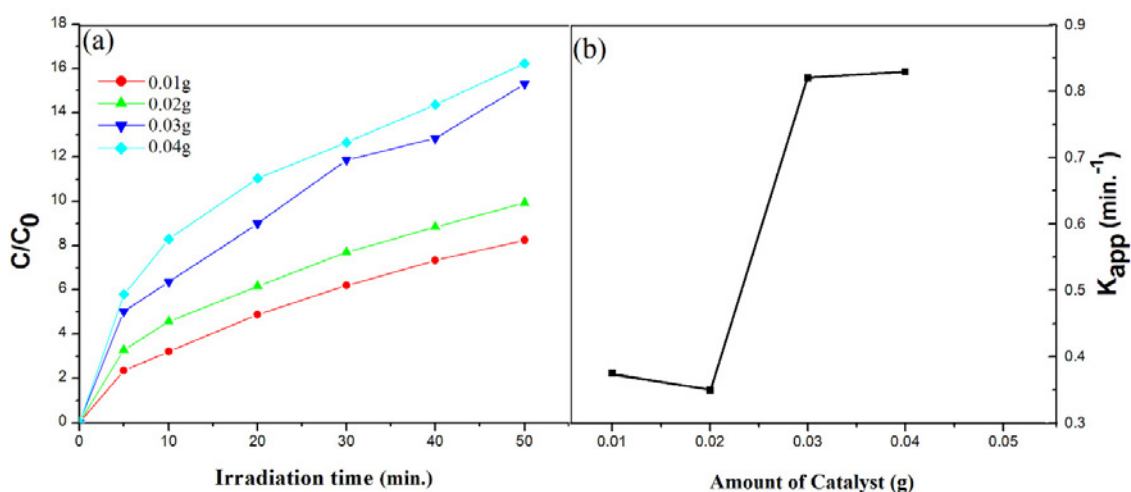 (a)
0.01g
0.02g
0.03g
0.04g
18
16
14
12
10
8
6
4
2
0
C/C0
0 10 20 30 40 50
Irradiation time (min.)
(b)
0.9
0.8
0.7
0.6
0.5
0.4
0.3
Kapp (min.-1)
0.01 0.02 0.03 0.04 0.05
Amount of Catalyst (g)